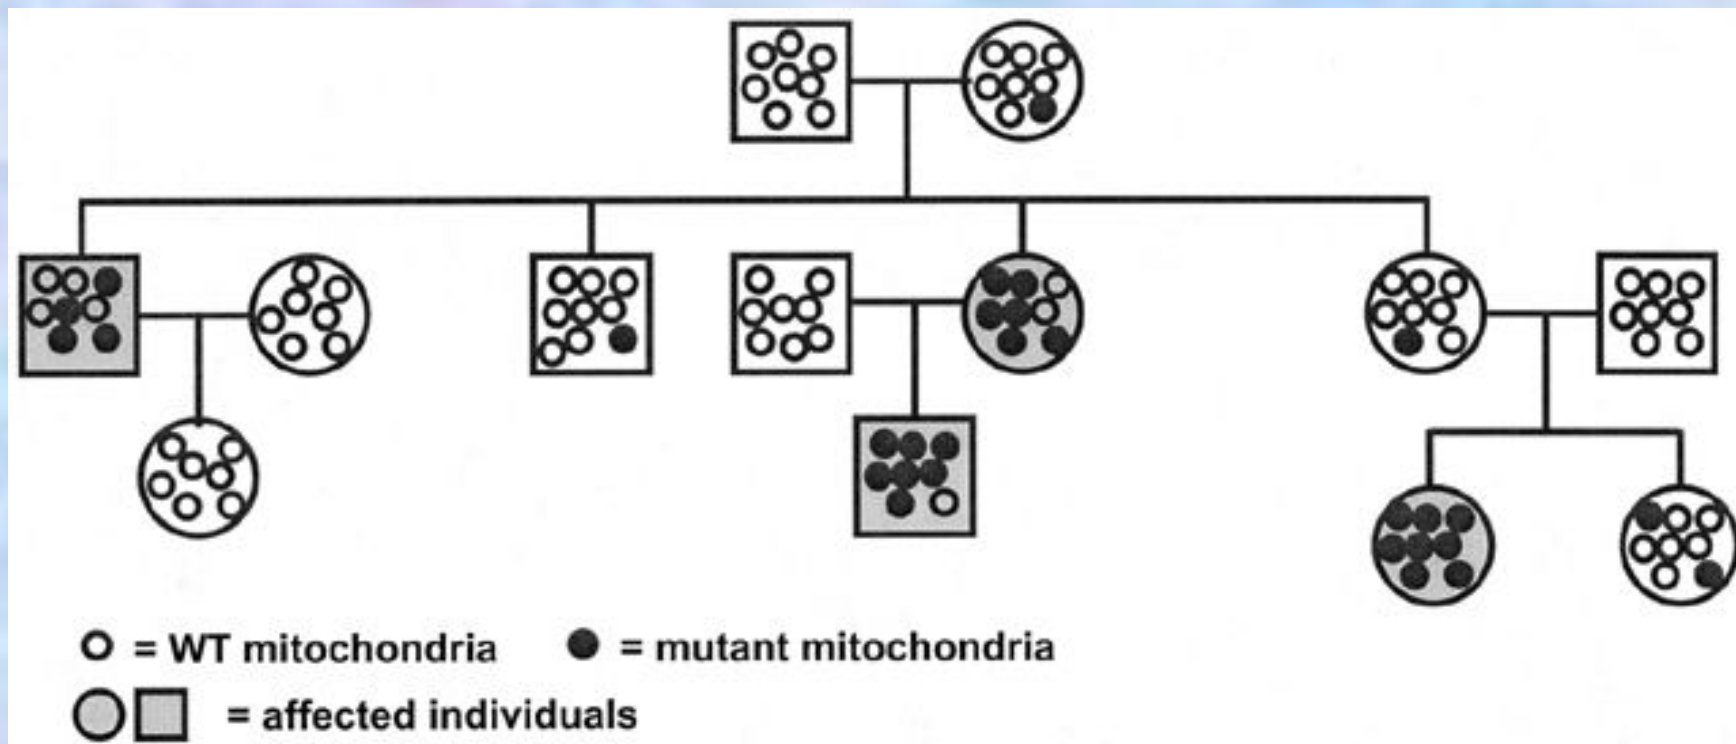 = WT mitochondria = mutant mitochondria
= affected individuals